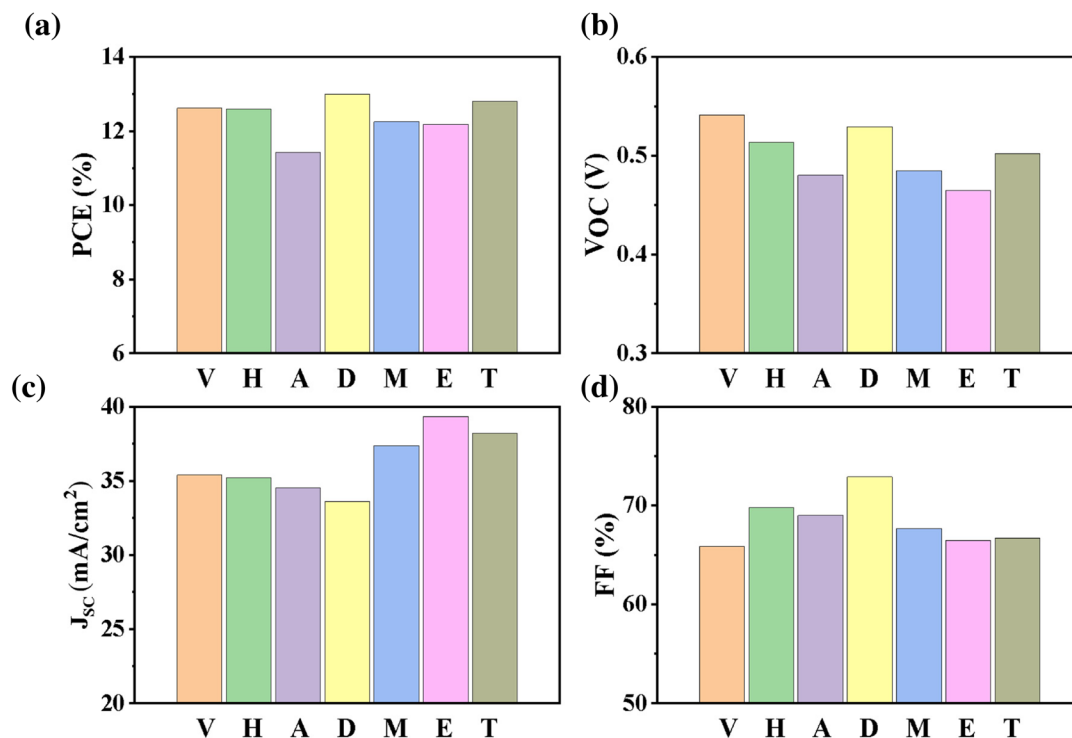 (a)
14
12
10
8
6
PCE (%)
V H A D M E T
(b)
0.6
0.5
0.4
0.3
VOC (V)
V H A D M E T
(c)
40
35
30
25
20
J_SC (mA/cm²)
V H A D M E T
(d)
80
70
60
50
FF (%)
V H A D M E T